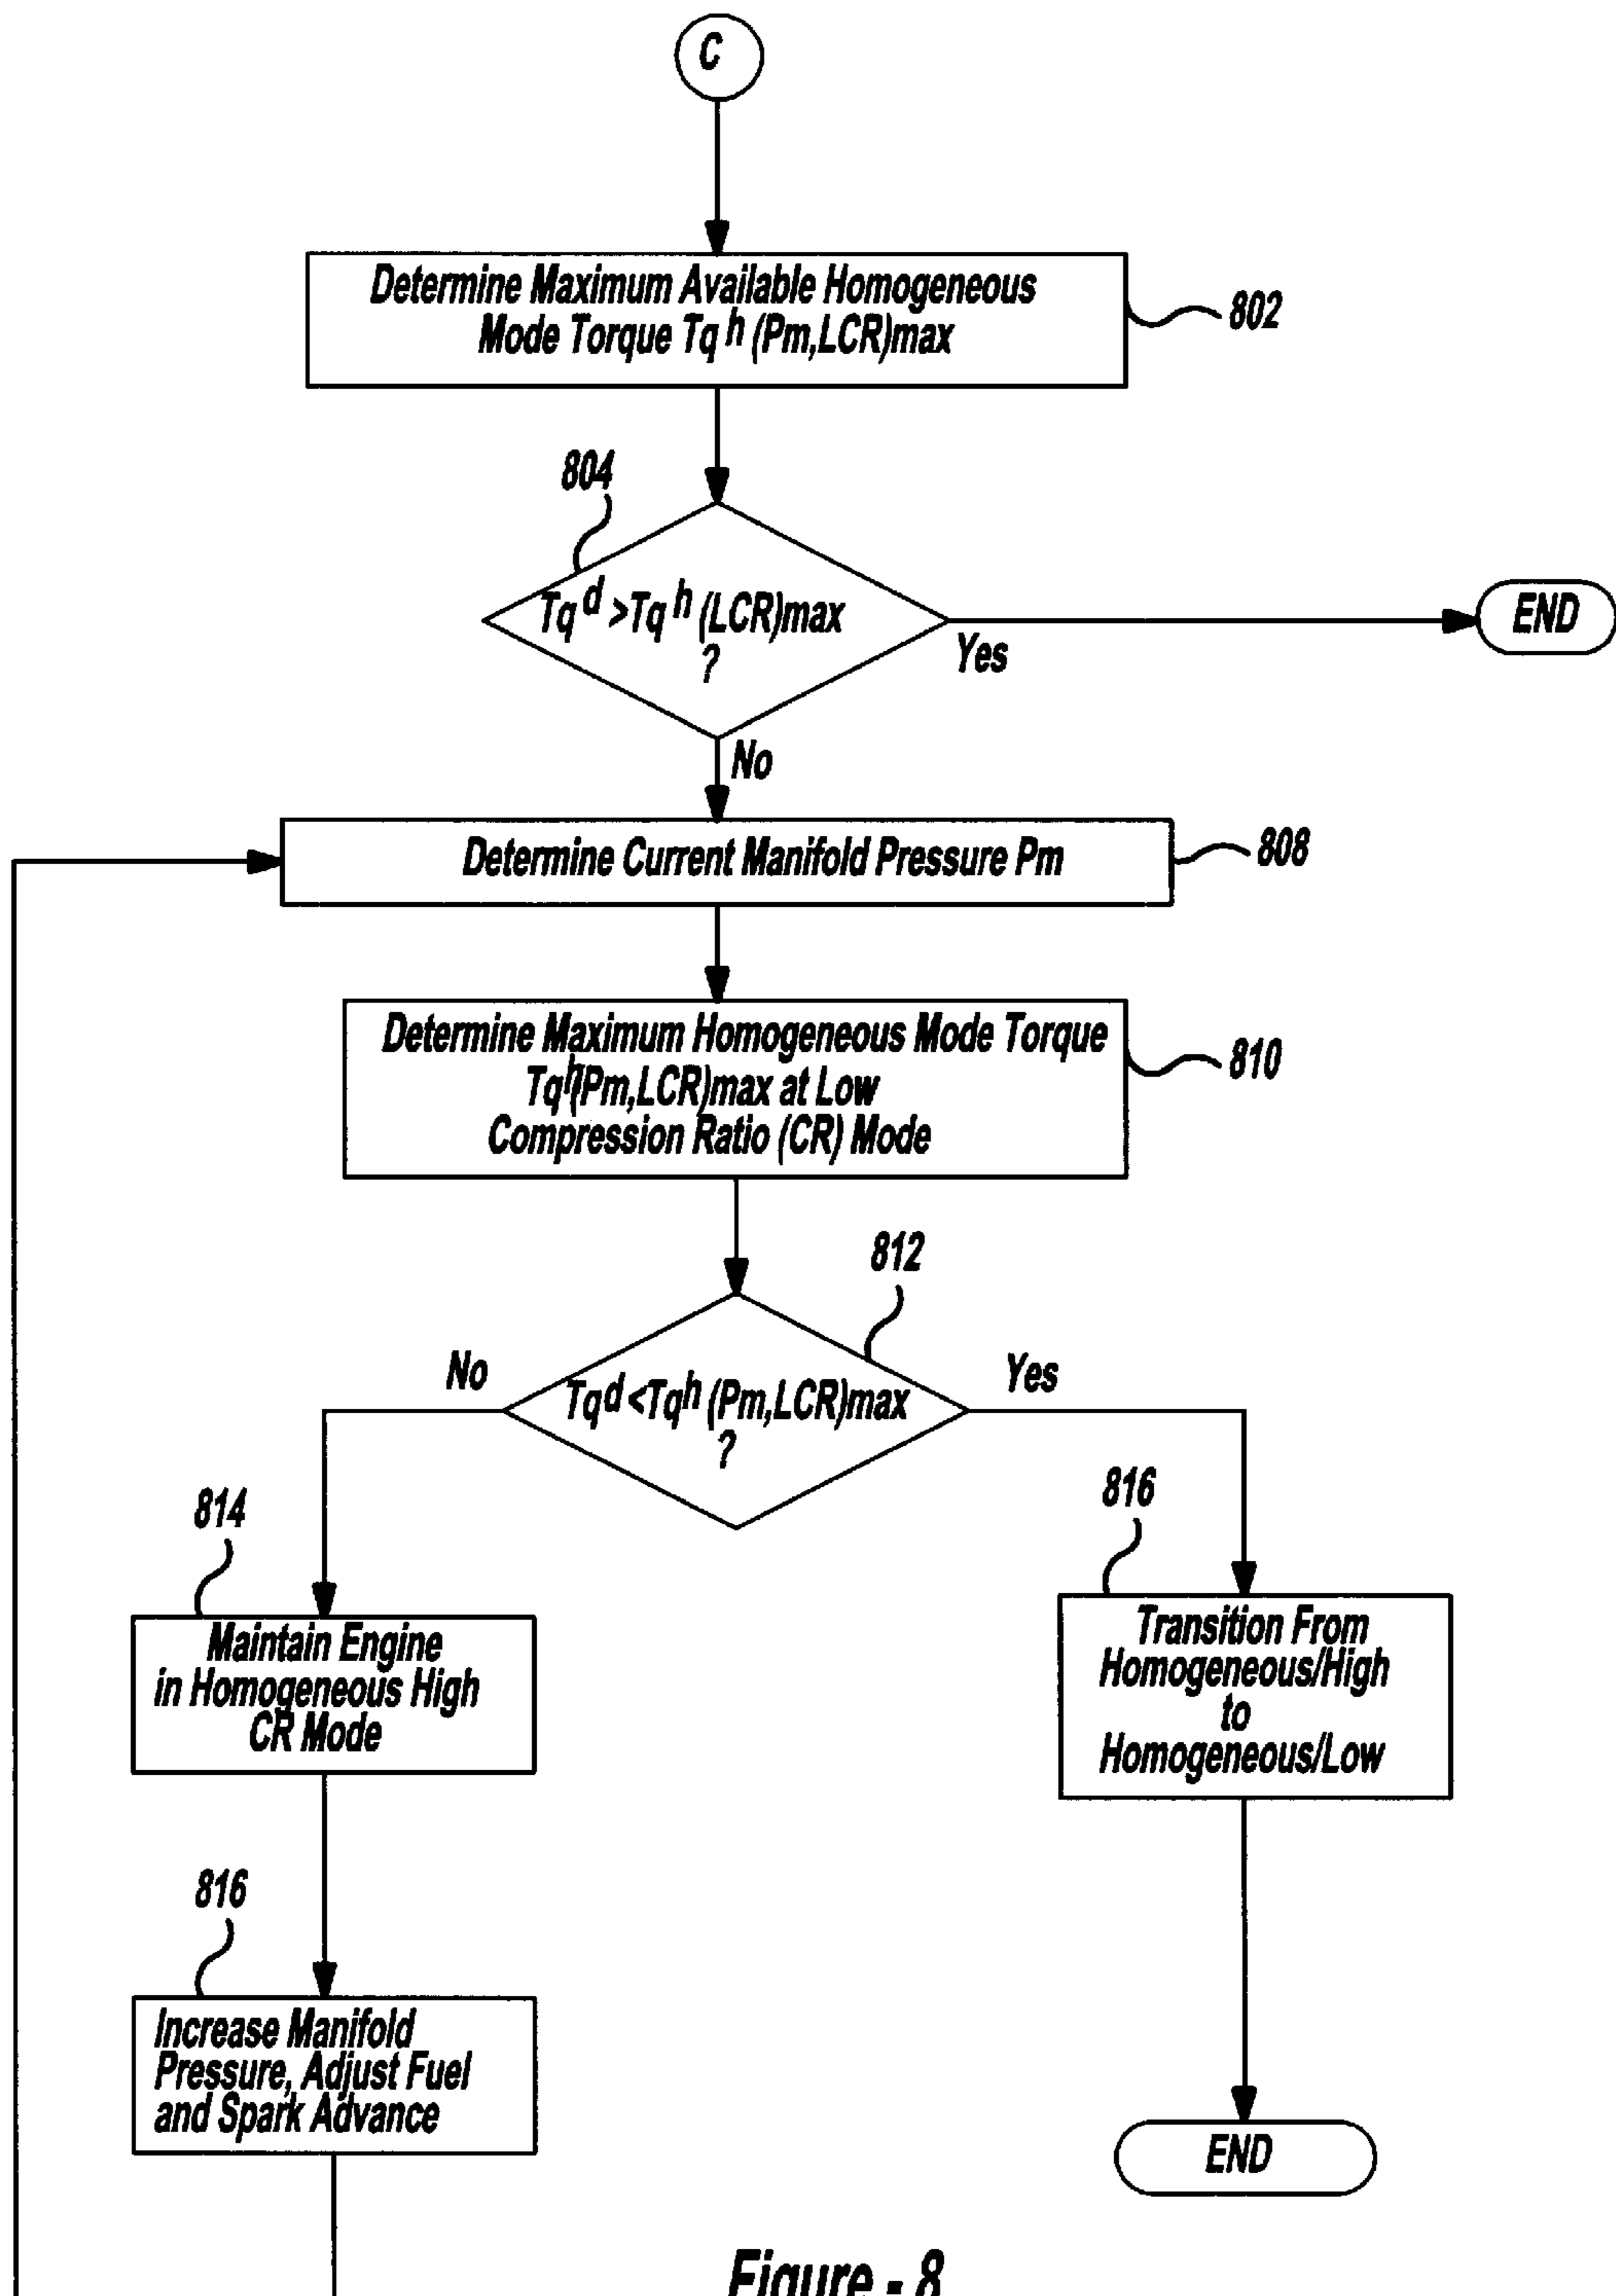 C
Determine Maximum Available Homogeneous
Mode Torque Tq h (Pm,LCR)max
802
804
Tq d >Tq h (LCR)max
?
Yes
END
No
Determine Current Manifold Pressure Pm
808
Determine Maximum Homogeneous Mode Torque
Tqh(Pm,LCR)max at Low
Compression Ratio (CR) Mode
810
812
No
Tqd <Tqh (Pm,LCR)max
?
Yes
814
Maintain Engine
in Homogeneous High
CR Mode
816
Transition From
Homogeneous/High
to
Homogeneous/Low
816
Increase Manifold
Pressure, Adjust Fuel
and Spark Advance
END
Figure - 8